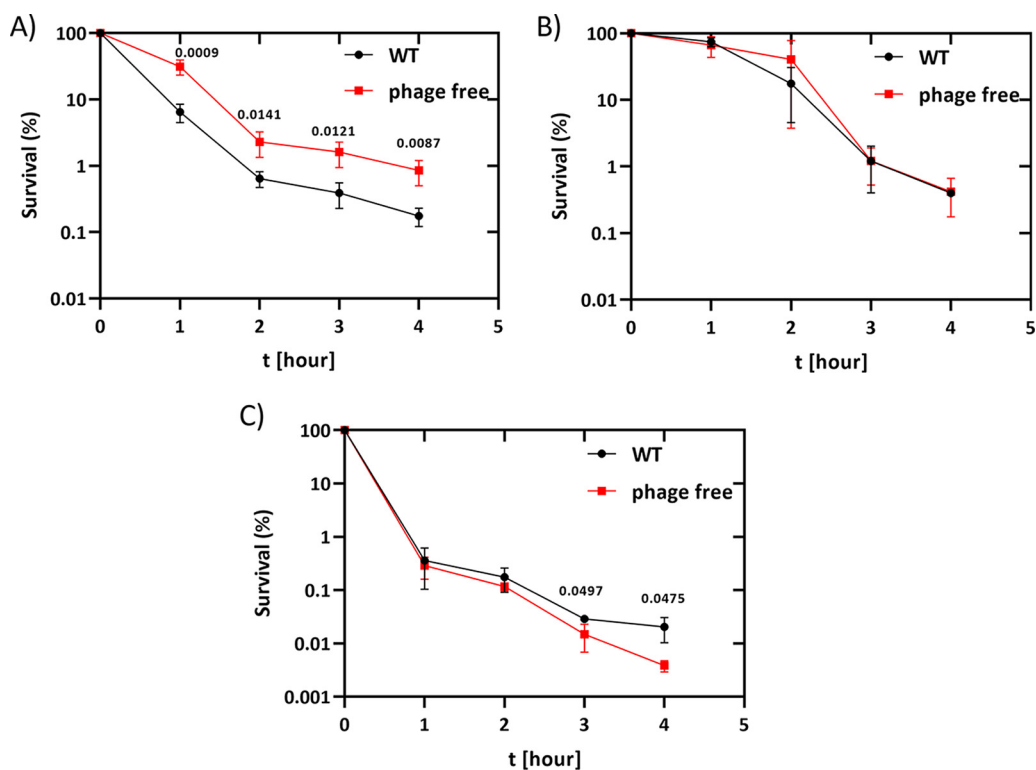 A)
100
10
1
0.1
0.01
Survival (%)
0.0009
0.0141
0.0121
0.0087
WT
phage free
0 1 2 3 4 5
t [hour]
B)
100
10
1
0.1
0.01
Survival (%)
WT
phage free
0 1 2 3 4 5
t [hour]
C)
100
10
1
0.1
0.01
0.001
Survival (%)
WT
phage free
0.0497
0.0475
0 1 2 3 4 5
t [hour]